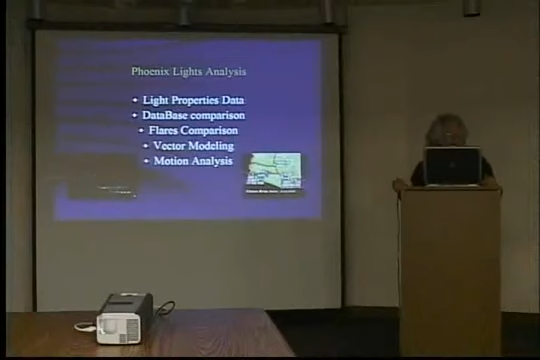 Phoenix Lights Analysis
Light Properties Data
DataBase comparison
Flares Comparison
Vector Modeling
Motion Analysis